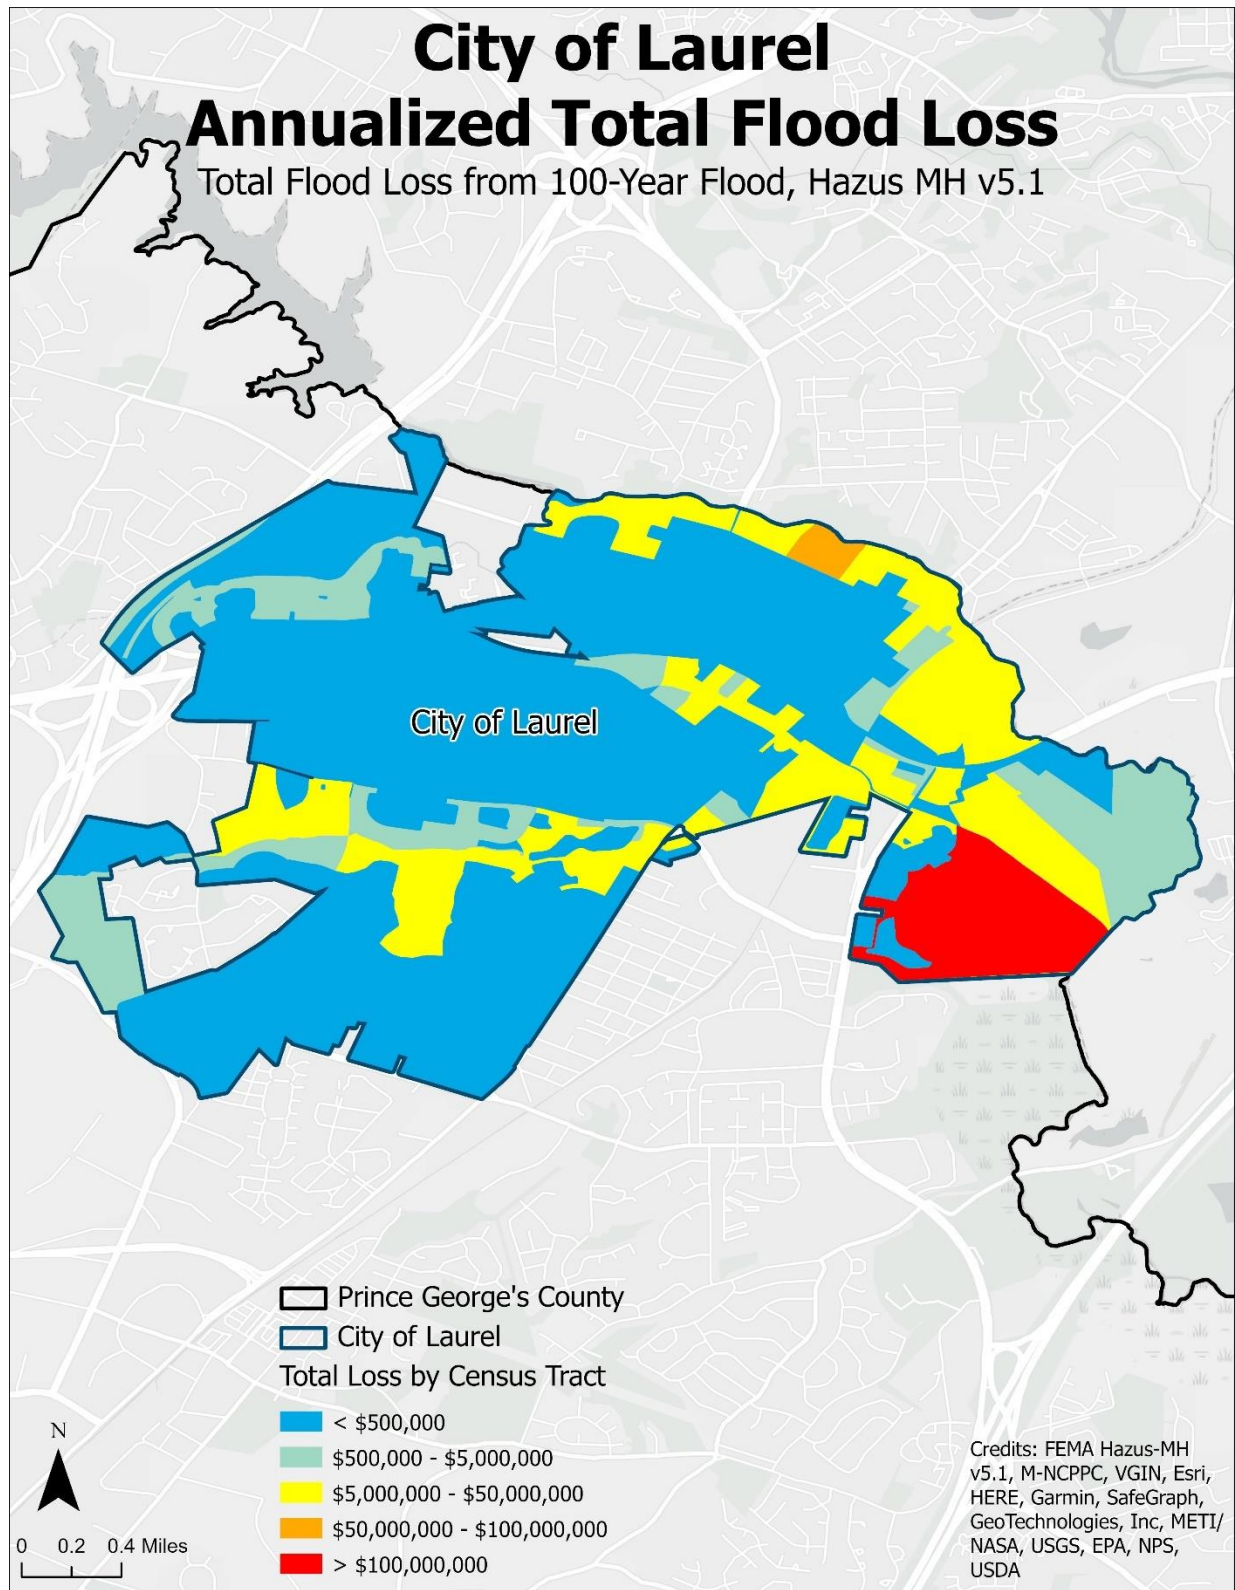 City of Laurel
Annualized Total Flood Loss
Total Flood Loss from 100-Year Flood, Hazus MH v5.1
City of Laurel
Prince George's County
City of Laurel
Total Loss by Census Tract
< $500,000
$500,000 - $5,000,000
$5,000,000 - $50,000,000
$50,000,000 - $100,000,000
> $100,000,000
N
0 0.2 0.4 Miles
Credits: FEMA Hazus-MH
v5.1, M-NCPPC, VGIN, Esri,
HERE, Garmin, SafeGraph,
GeoTechnologies, Inc, METI/
NASA, USGS, EPA, NPS,
USDA